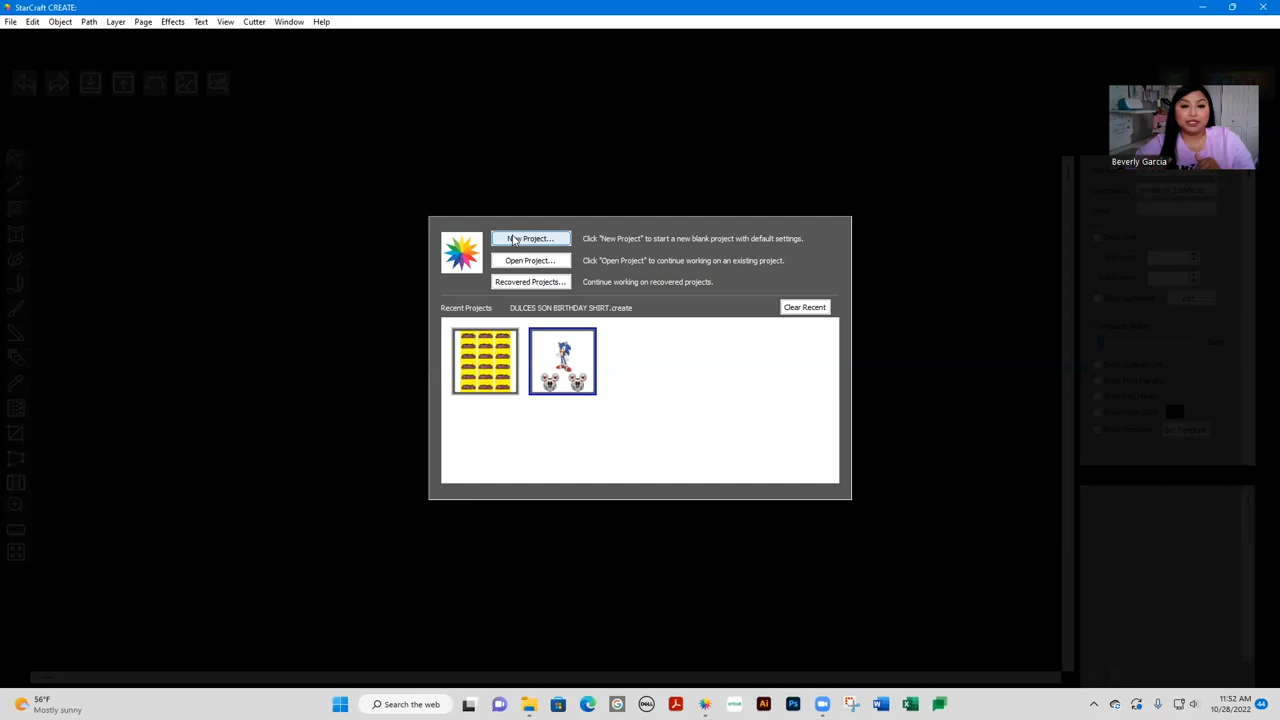 StarCraft CREATE:
File Edit Object Path Layer Page Effects Text View Cutter Window Help
Beverly Garcia
New Project... Click "New Project" to start a new blank project with default settings.
Open Project... Click "Open Project" to continue working on an existing project.
Recovered Projects... Continue working on recovered projects.
Recent Projects DULCES SON BIRTHDAY SHIRT.create Clear Recent
Set Template
56°F
Mostly sunny
Search the web
11:52 AM
10/28/2022
44